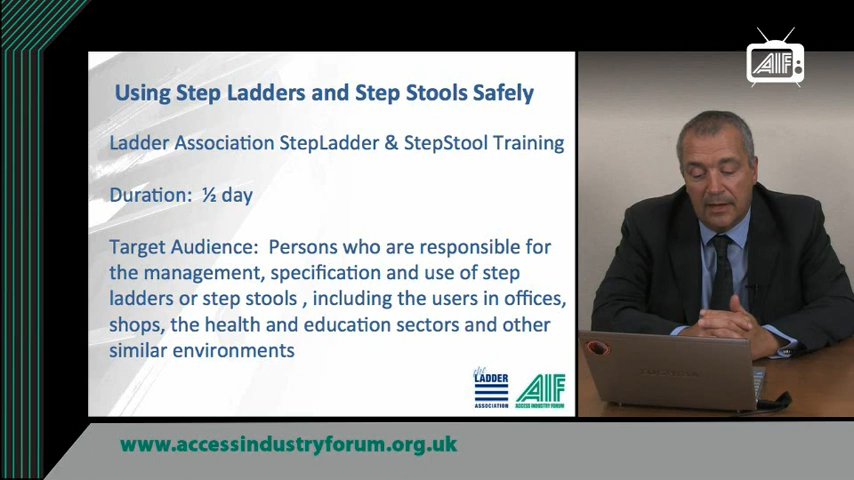 AIF
Using Step Ladders and Step Stools Safely
Ladder Association StepLadder & StepStool Training
Duration: ½ day
Target Audience: Persons who are responsible for
the management, specification and use of step
ladders or step stools , including the users in offices,
shops, the health and education sectors and other
similar environments
the
LADDER
ASSOCIATION
AIF
ACCESS INDUSTRY FORUM
www.accessindustryforum.org.uk